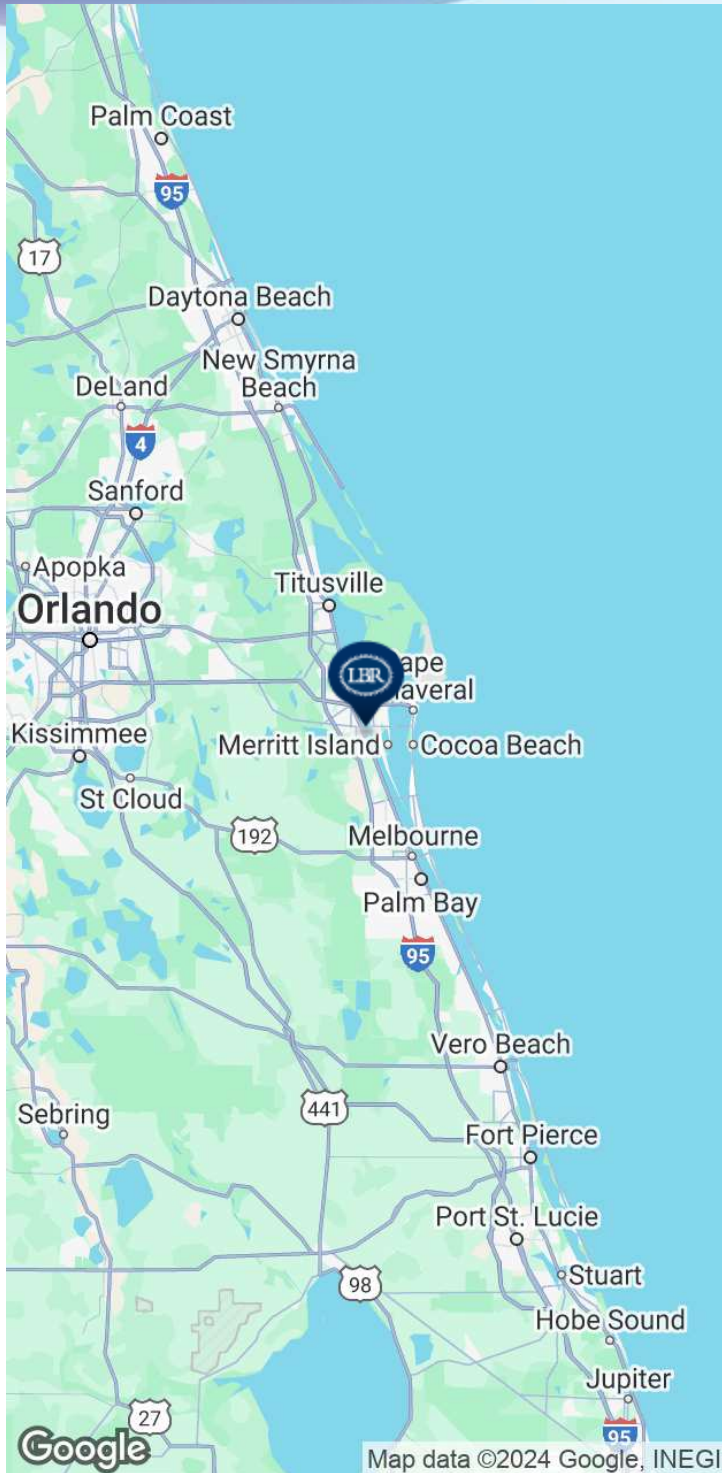 Palm Coast
95
17
Daytona Beach
New Smyrna
Beach
DeLand
4
Sanford
Apopka
Titusville
Orlando
LBR
ape
naveral
Kissimmee
Merritt Island
Cocoa Beach
St Cloud
192
Melbourne
Palm Bay
95
Vero Beach
441
Sebring
Fort Pierce
Port St. Lucie
98
Stuart
Hobe Sound
Jupiter
27
95
Google
Map data ©2024 Google, INEGI